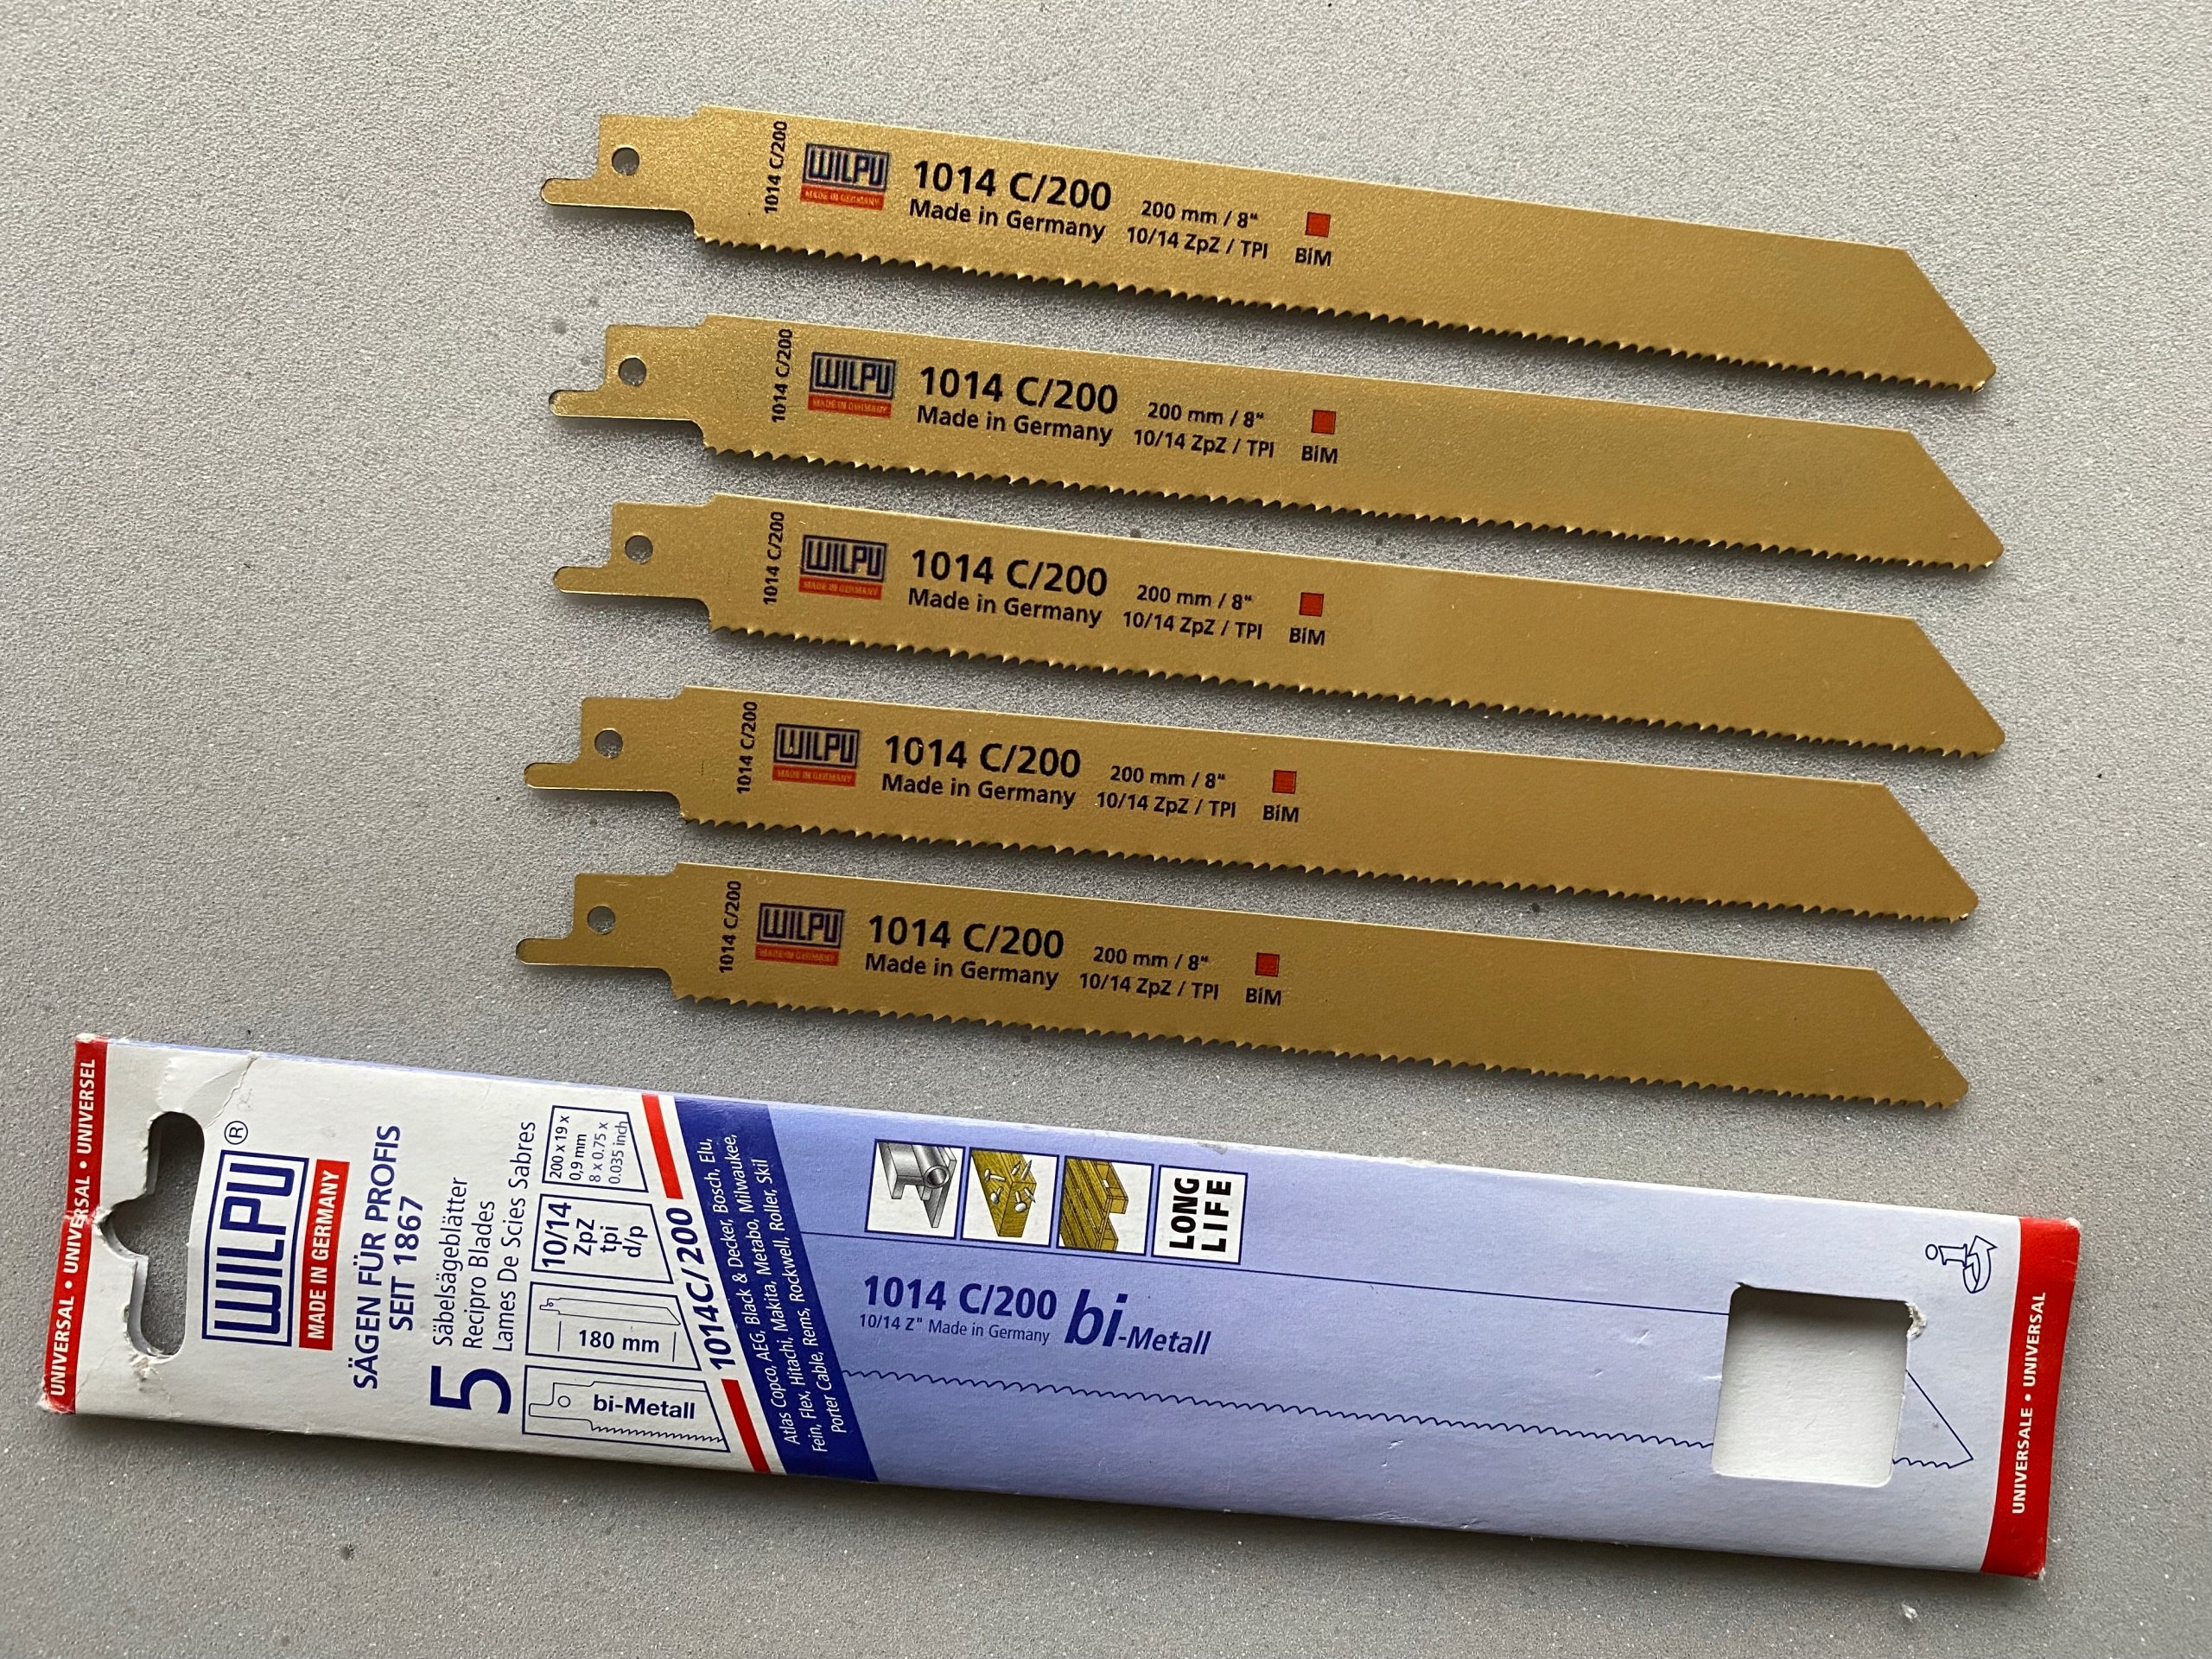 1014 C/200
WILPU
MADE IN GERMANY
1014 C/200
Made in Germany
200 mm / 8"
10/14 ZpZ / TPI
BiM
1014 C/200
WILPU
MADE IN GERMANY
1014 C/200
Made in Germany
200 mm / 8"
10/14 ZpZ / TPI
BiM
1014 C/200
WILPU
MADE IN GERMANY
1014 C/200
Made in Germany
200 mm / 8"
10/14 ZpZ / TPI
BiM
1014 C/200
WILPU
MADE IN GERMANY
1014 C/200
Made in Germany
200 mm / 8"
10/14 ZpZ / TPI
BiM
1014 C/200
WILPU
MADE IN GERMANY
1014 C/200
Made in Germany
200 mm / 8"
10/14 ZpZ / TPI
BiM
UNIVERSAL • UNIVERSAL • UNIVERSEL
WILPU®
MADE IN GERMANY
SÄGEN FÜR PROFIS
SEIT 1867
5
Säbelsägeblätter
Recipro Blades
Lames De Scies Sabres
200 x 19 x
0,9 mm
8 x 0.75 x
0.035 inch
10/14
ZpZ
tpi
d/p
180 mm
bi-Metall
1014C/200
Atlas Copco, AEG, Black & Decker, Bosch, Elu,
Fein, Flex, Hitachi, Makita, Metabo, Milwaukee,
Porter Cable, Rems, Rockwell, Roller, Skil
LONG
LIFE
1014 C/200 bi-Metall
10/14 Z" Made in Germany
UNIVERSALE • UNIVERSAL